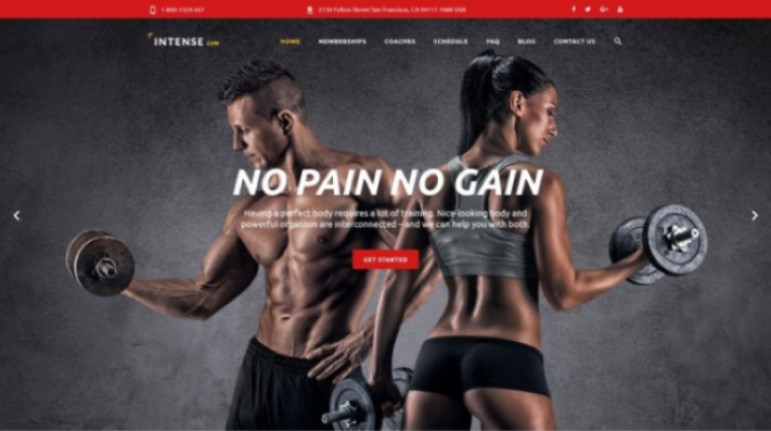 1-800-1324-567
2130 Fulton Street San Francisco, CA 94117-1080 USA
INTENSE GYM
HOME MEMBERSHIPS COACHES SCHEDULE FAQ BLOG CONTACT US
NO PAIN NO GAIN
Having a perfect body requires a lot of training. Nice-looking body and
powerful organism are interconnected – and we can help you with both.
GET STARTED